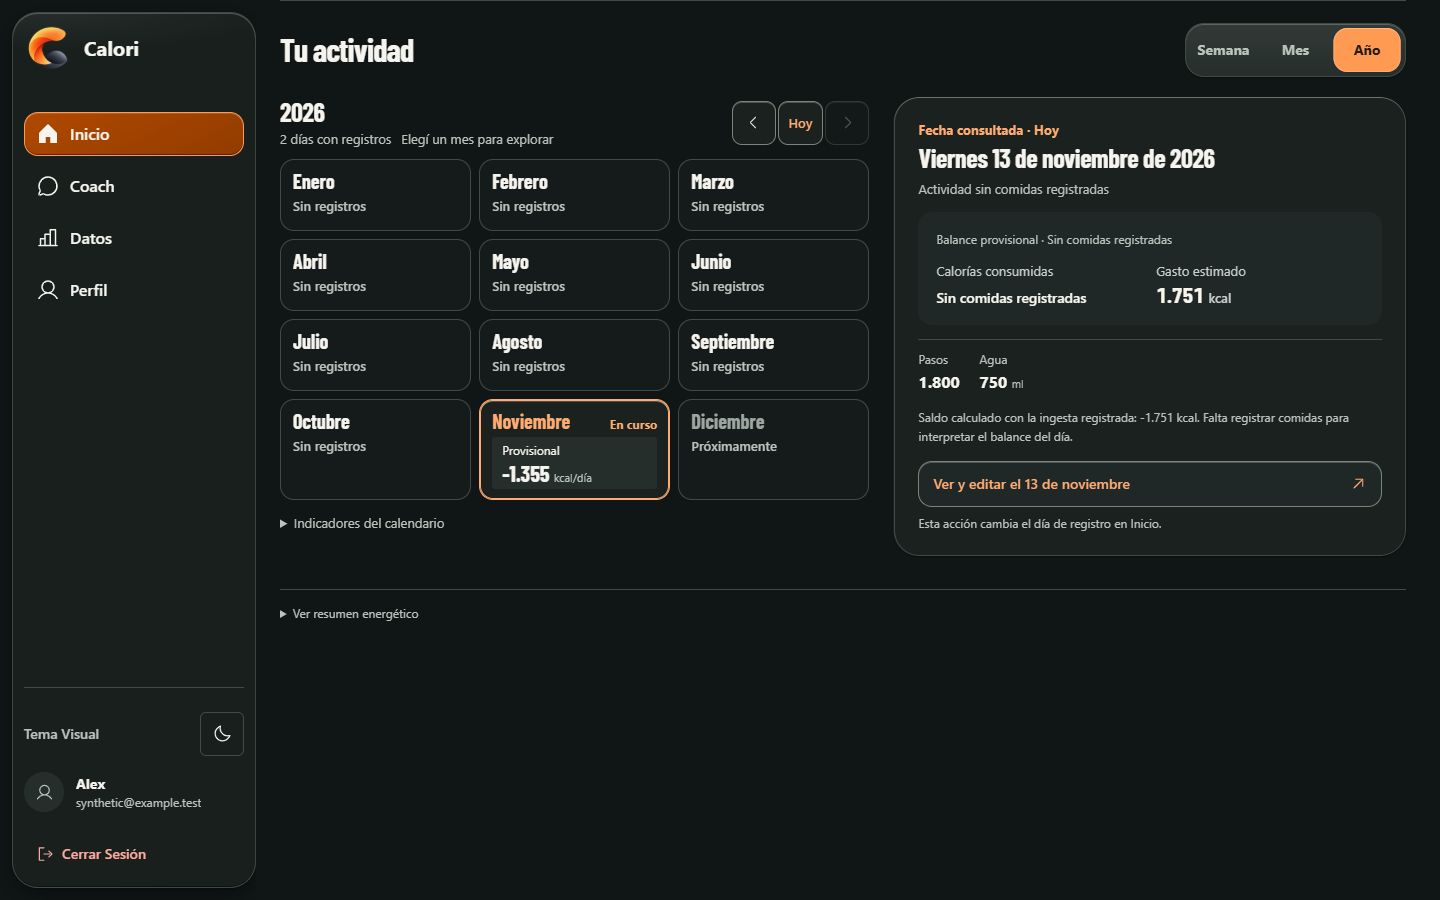 Calori
Inicio
Coach
Datos
Perfil
Tema Visual
Alex
synthetic@example.test
Cerrar Sesión
Tu actividad
Semana Mes Año
2026
2 días con registros Elegí un mes para explorar
Hoy
Enero
Sin registros
Febrero
Sin registros
Marzo
Sin registros
Abril
Sin registros
Mayo
Sin registros
Junio
Sin registros
Julio
Sin registros
Agosto
Sin registros
Septiembre
Sin registros
Octubre
Sin registros
Noviembre En curso
Provisional
-1.355 kcal/día
Diciembre
Próximamente
Indicadores del calendario
Fecha consultada · Hoy
Viernes 13 de noviembre de 2026
Actividad sin comidas registradas
Balance provisional · Sin comidas registradas
Calorías consumidas
Sin comidas registradas
Gasto estimado
1.751 kcal
Pasos
1.800
Agua
750 ml
Saldo calculado con la ingesta registrada: -1.751 kcal. Falta registrar comidas para
interpretar el balance del día.
Ver y editar el 13 de noviembre
Esta acción cambia el día de registro en Inicio.
Ver resumen energético